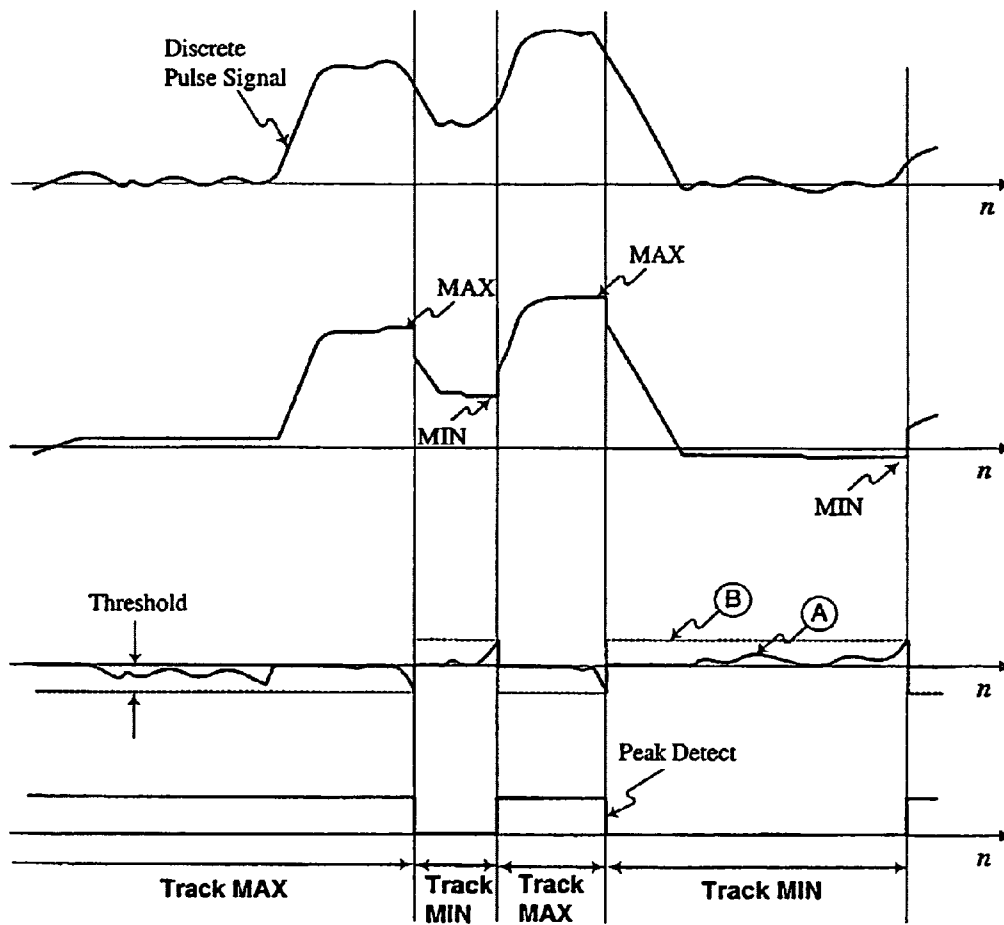 Discrete
Pulse Signal
n
MAX
MAX
MIN
n
MIN
Threshold
B
A
n
Peak Detect
n
Track MAX
Track
MIN
Track
MAX
Track MIN